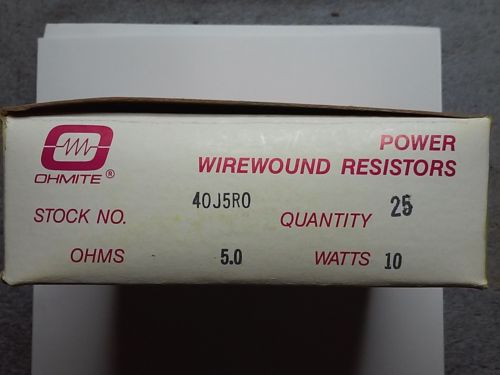 POWER
WIREWOUND RESISTORS
OHMITE®
STOCK NO. 40J5R0 QUANTITY 25
OHMS 5.0 WATTS 10